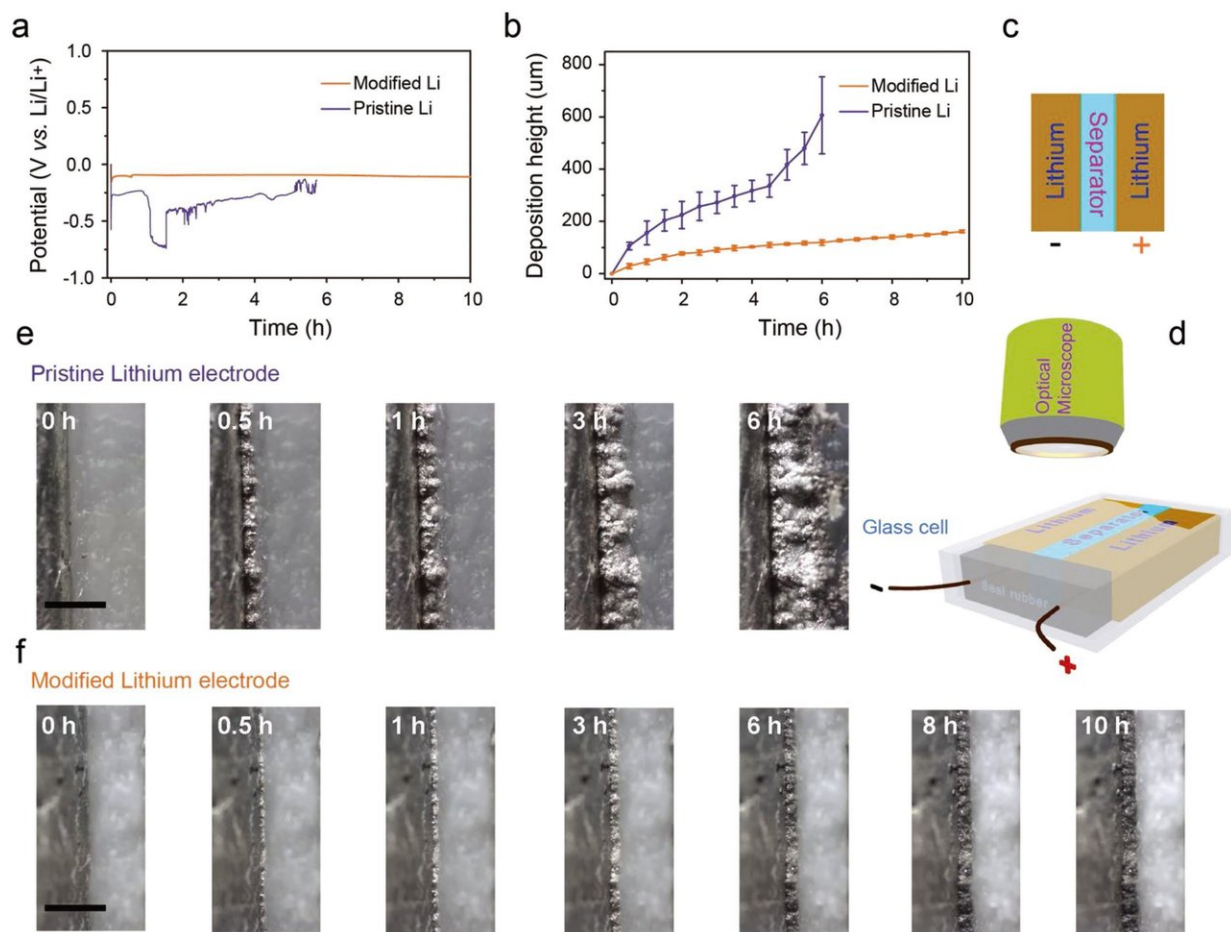 a
1.0
0.5
0.0
-0.5
-1.0
Potential (V vs. Li/Li+)
0
2
4
6
8
10
Time (h)
Modified Li
Pristine Li
b
800
600
400
200
0
Deposition height (um)
0
2
4
6
8
10
Time (h)
Modified Li
Pristine Li
c
Lithium
Separator
Lithium
-
+
d
Optical
Microscope
Glass cell
Lithium
Separator
Lithium
Seal rubber
-
+
e
Pristine Lithium electrode
0 h
0.5 h
1 h
3 h
6 h
f
Modified Lithium electrode
0 h
0.5 h
1 h
3 h
6 h
8 h
10 h